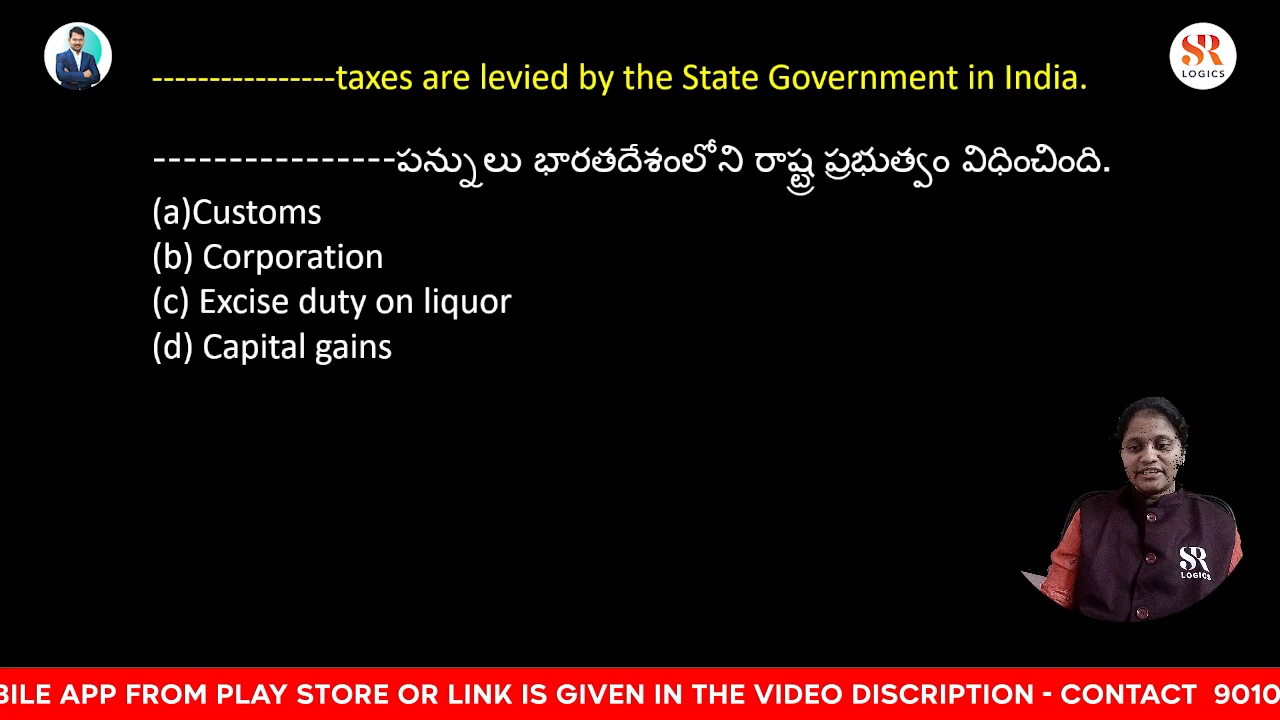 SR
LOGICS
----------------taxes are levied by the State Government in India.
----------------పన్నులు భారతదేశంలోని రాష్ట్ర ప్రభుత్వం విధించింది.
(a)Customs
(b) Corporation
(c) Excise duty on liquor
(d) Capital gains
SR
LOGICS
BILE APP FROM PLAY STORE OR LINK IS GIVEN IN THE VIDEO DISCRIPTION - CONTACT 9010